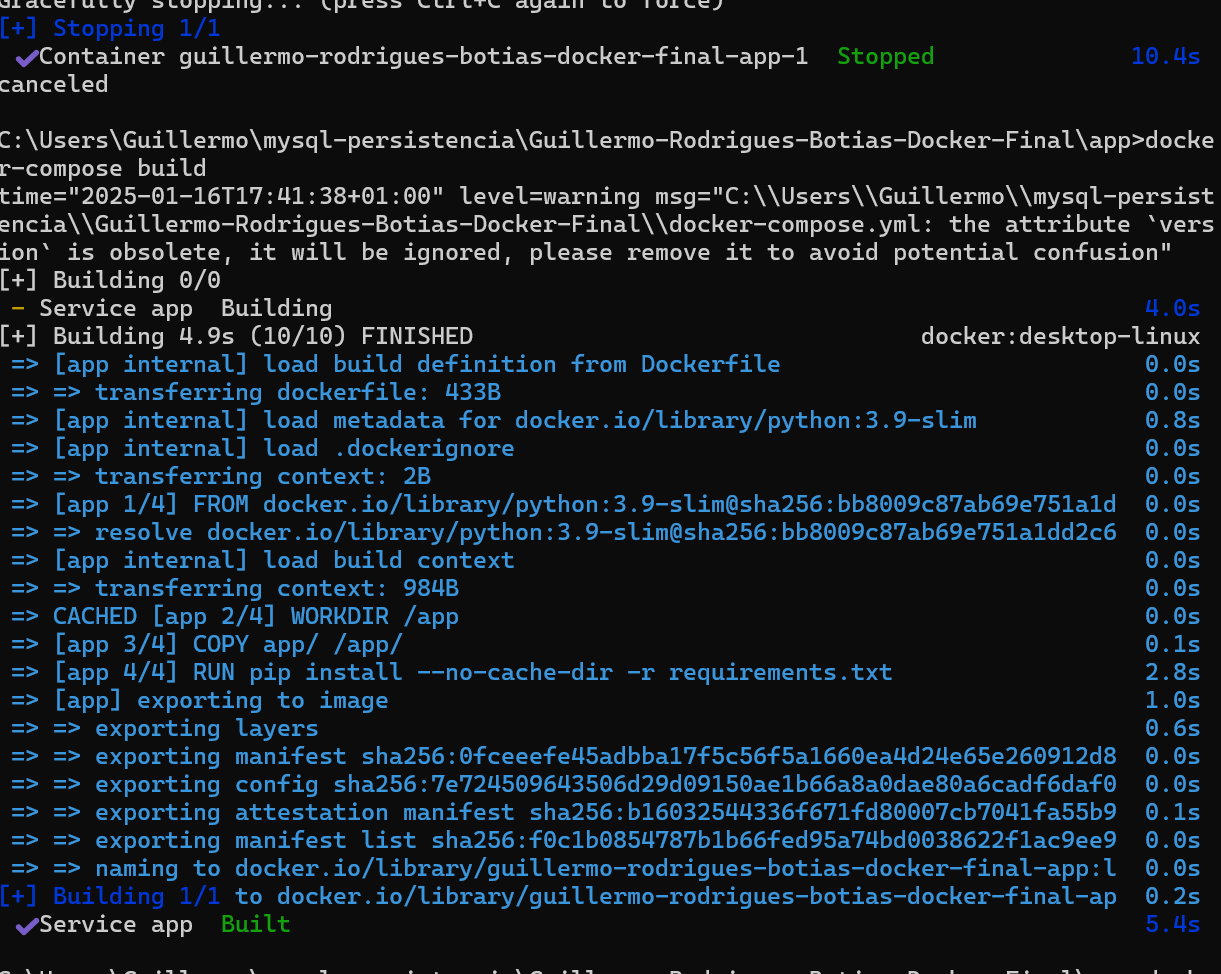 Gracefully stopping... (press Ctrl+C again to force)
[+] Stopping 1/1
✔Container guillermo-rodrigues-botias-docker-final-app-1  Stopped  10.4s
canceled
C:\Users\Guillermo\mysql-persistencia\Guillermo-Rodrigues-Botias-Docker-Final\app>docke
r-compose build
time="2025-01-16T17:41:38+01:00" level=warning msg="C:\\Users\\Guillermo\\mysql-persist
encia\\Guillermo-Rodrigues-Botias-Docker-Final\\docker-compose.yml: the attribute `vers
ion` is obsolete, it will be ignored, please remove it to avoid potential confusion"
[+] Building 0/0
- Service app  Building  4.0s
[+] Building 4.9s (10/10) FINISHED  docker:desktop-linux
=> [app internal] load build definition from Dockerfile  0.0s
=> => transferring dockerfile: 433B  0.0s
=> [app internal] load metadata for docker.io/library/python:3.9-slim  0.8s
=> [app internal] load .dockerignore  0.0s
=> => transferring context: 2B  0.0s
=> [app 1/4] FROM docker.io/library/python:3.9-slim@sha256:bb8009c87ab69e751a1d  0.0s
=> => resolve docker.io/library/python:3.9-slim@sha256:bb8009c87ab69e751a1dd2c6  0.0s
=> [app internal] load build context  0.0s
=> => transferring context: 984B  0.0s
=> CACHED [app 2/4] WORKDIR /app  0.0s
=> [app 3/4] COPY app/ /app/  0.1s
=> [app 4/4] RUN pip install --no-cache-dir -r requirements.txt  2.8s
=> [app] exporting to image  1.0s
=> => exporting layers  0.6s
=> => exporting manifest sha256:0fceeefe45adbba17f5c56f5a1660ea4d24e65e260912d8  0.0s
=> => exporting config sha256:7e724509643506d29d09150ae1b66a8a0dae80a6cadf6daf0  0.0s
=> => exporting attestation manifest sha256:b16032544336f671fd80007cb7041fa55b9  0.1s
=> => exporting manifest list sha256:f0c1b0854787b1b66fed95a74bd0038622f1ac9ee9  0.0s
=> => naming to docker.io/library/guillermo-rodrigues-botias-docker-final-app:l  0.0s
[+] Building 1/1 to docker.io/library/guillermo-rodrigues-botias-docker-final-ap  0.2s
✔Service app  Built  5.4s